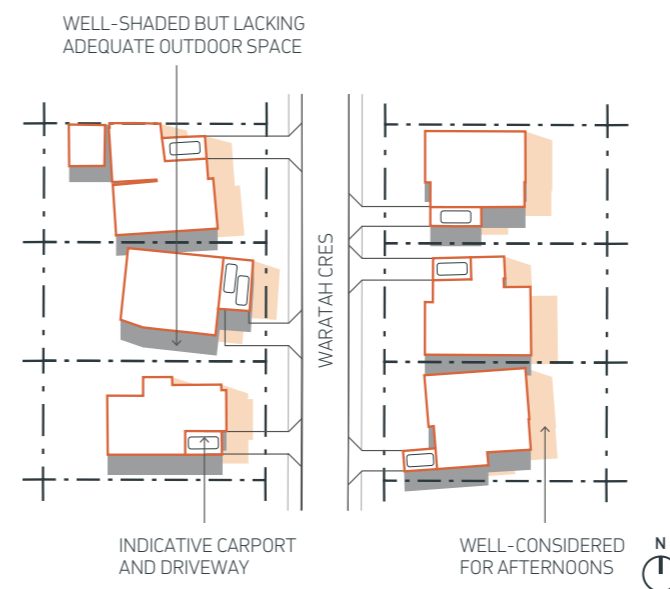 WELL-SHADED BUT LACKING
ADEQUATE OUTDOOR SPACE
WARATAH CRES
INDICATIVE CARPORT
AND DRIVEWAY
WELL-CONSIDERED
FOR AFTERNOONS
N